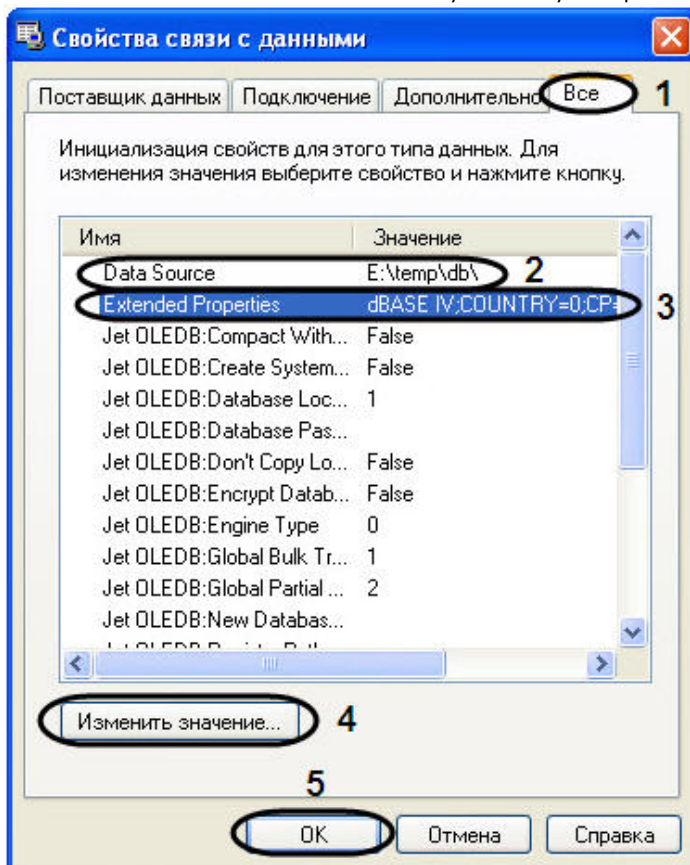 Свойства связи с данными
Поставщик данных Подключение Дополнительно Все 1
Инициализация свойств для этого типа данных. Для
изменения значения выберите свойство и нажмите кнопку.
Имя Значение
Data Source E:\temp\db\ 2
Extended Properties dBASE IV;COUNTRY=0;CP= 3
Jet OLEDB:Compact With... False
Jet OLEDB:Create System... False
Jet OLEDB:Database Loc... 1
Jet OLEDB:Database Pas...
Jet OLEDB:Don't Copy Lo... False
Jet OLEDB:Encrypt Datab... False
Jet OLEDB:Engine Type 0
Jet OLEDB:Global Bulk Tr... 1
Jet OLEDB:Global Partial ... 2
Jet OLEDB:New Databas...
Изменить значение... 4
5
OK Отмена Справка